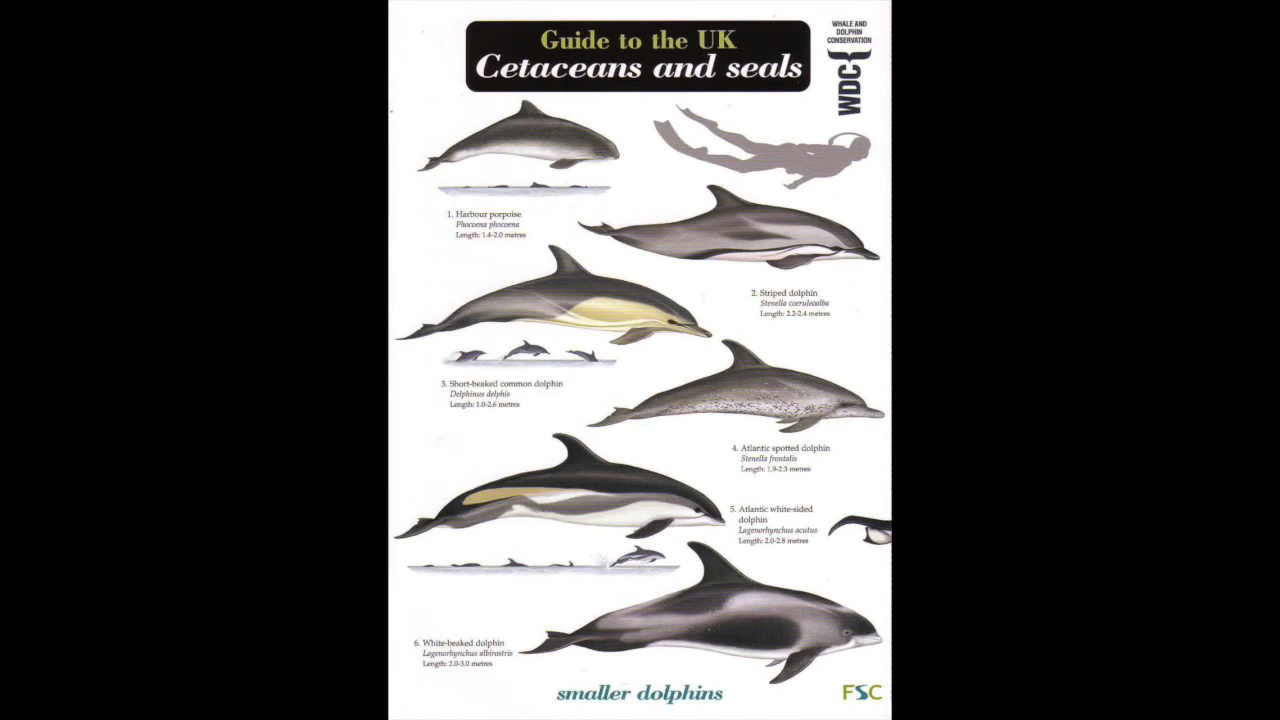 Guide to the UK
Cetaceans and seals
WHALE AND
DOLPHIN
CONSERVATION
WDC
1. Harbour porpoise
Phocoena phocoena
Length: 1.4-2.0 metres
2. Striped dolphin
Stenella coeruleoalba
Length: 2.2-2.4 metres
3. Short-beaked common dolphin
Delphinus delphis
Length: 1.0-2.6 metres
4. Atlantic spotted dolphin
Stenella frontalis
Length: 1.9-2.3 metres
5. Atlantic white-sided
dolphin
Lagenorhynchus acutus
Length: 2.0-2.8 metres
6. White-beaked dolphin
Lagenorhynchus albirostris
Length: 2.0-3.0 metres
smaller dolphins
FSC